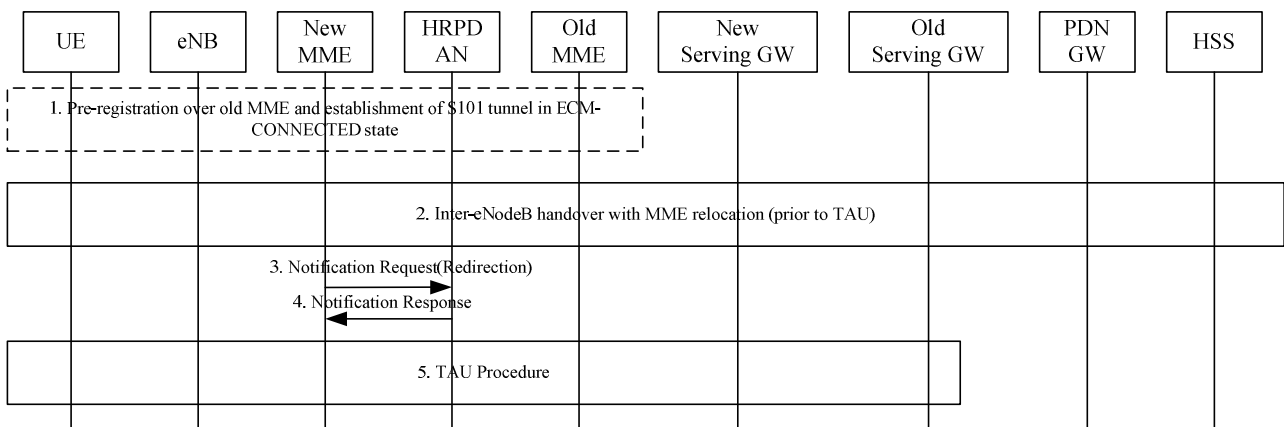 UE
eNB
New
MME
HRPD
AN
Old
MME
New
Serving GW
Old
Serving GW
PDN
GW
HSS
1. Pre-registration over old MME and establishment of S101 tunnel in ECM-
CONNECTED state
2. Inter-eNodeB handover with MME relocation (prior to TAU)
3. Notification Request(Redirection)
4. Notification Response
5. TAU Procedure